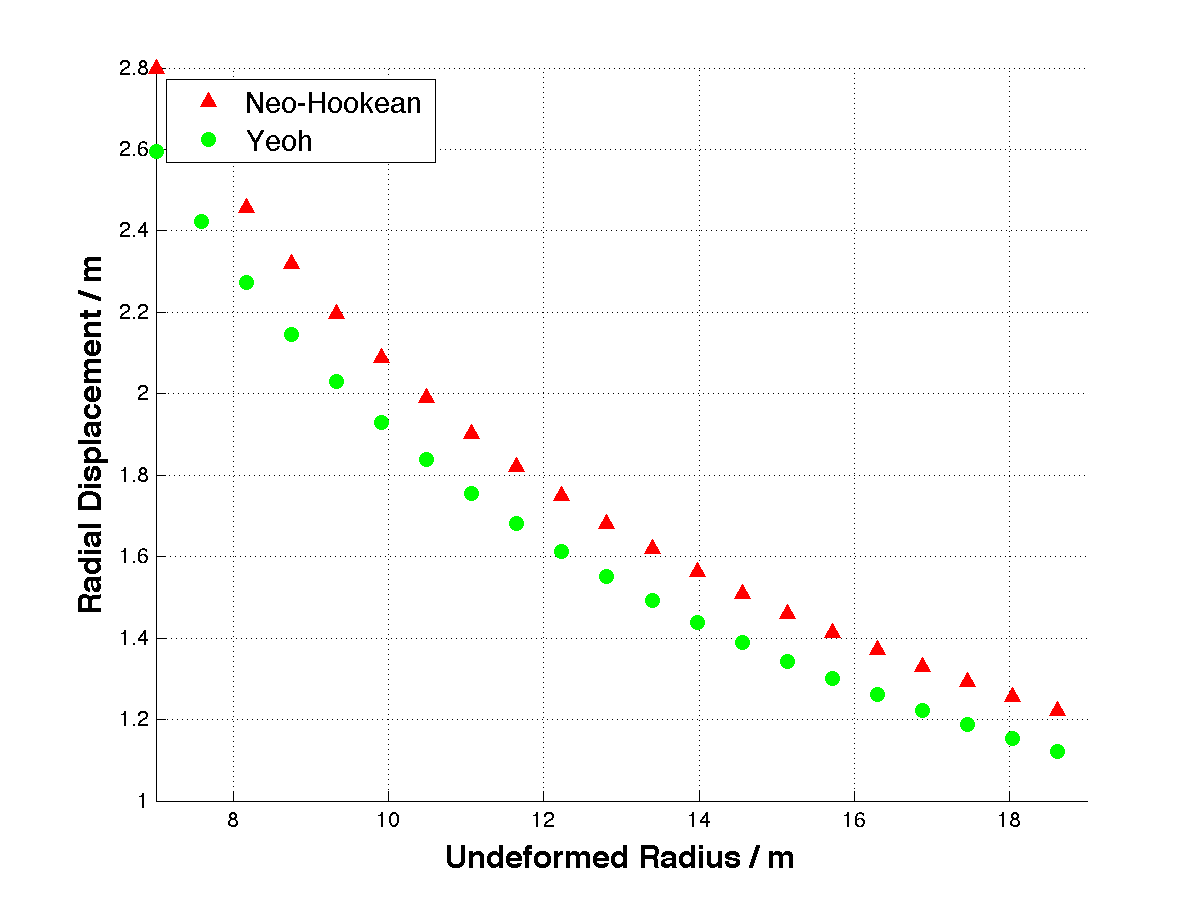 2.8
2.6
2.4
2.2
2
1.8
1.6
1.4
1.2
1
Neo-Hookean
Yeoh
Radial Displacement / m
8 10 12 14 16 18
Undeformed Radius / m